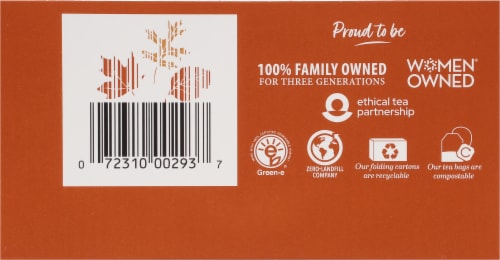 Proud to be
100% FAMILY OWNED
FOR THREE GENERATIONS
WOMEN®
OWNED
ethical tea
partnership
0 72310 00293 7
Green-e
ZERO-LANDFILL
COMPANY
Our folding cartons
are recyclable
Our tea bags are
compostable